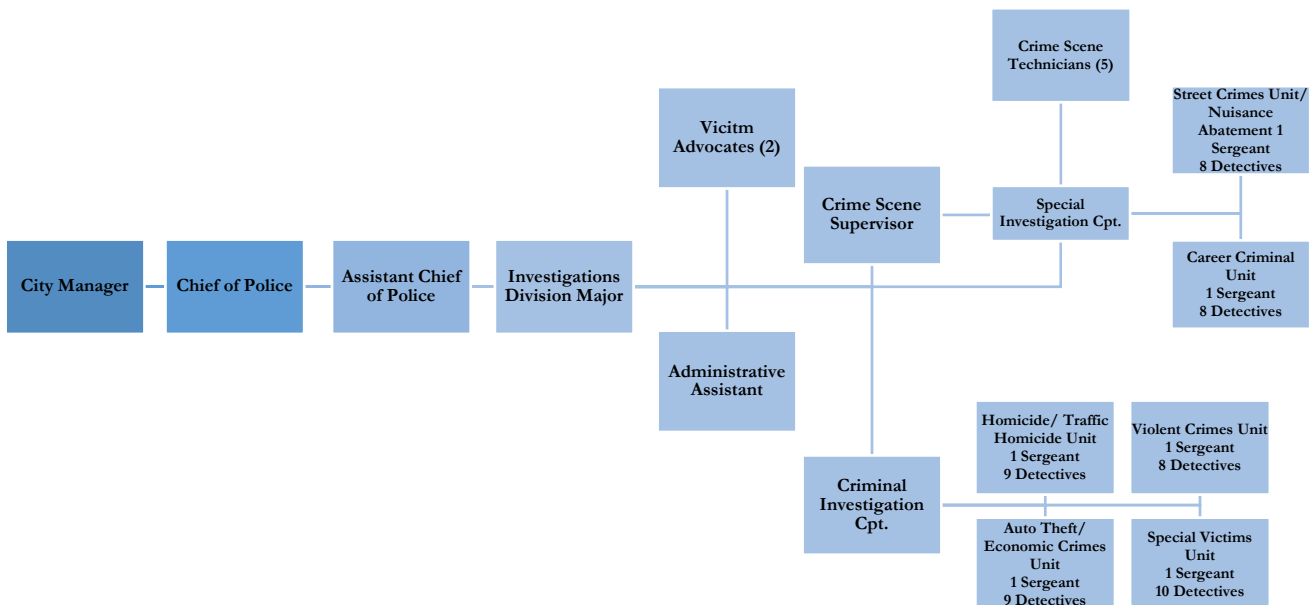 City Manager
Chief of Police
Assistant Chief
of Police
Investigations
Division Major
Vicitm
Advocates (2)
Administrative
Assistant
Crime Scene
Supervisor
Crime Scene
Technicians (5)
Special
Investigation Cpt.
Street Crimes Unit/
Nuisance
Abatement 1
Sergeant
8 Detectives
Career Criminal
Unit
1 Sergeant
8 Detectives
Criminal
Investigation
Cpt.
Homicide/ Traffic
Homicide Unit
1 Sergeant
9 Detectives
Violent Crimes Unit
1 Sergeant
8 Detectives
Auto Theft/
Economic Crimes
Unit
1 Sergeant
9 Detectives
Special Victims
Unit
1 Sergeant
10 Detectives